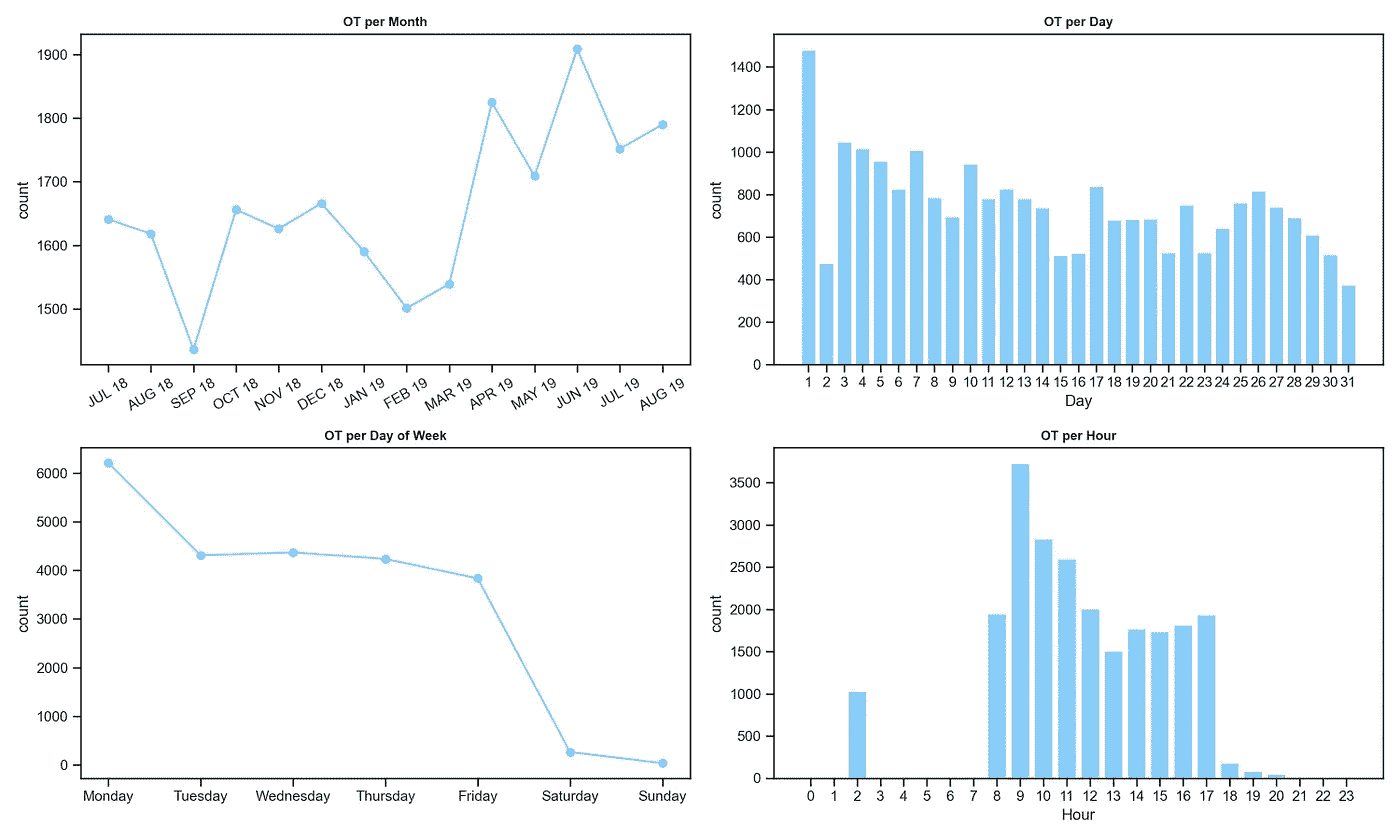 OT per Month
count
1900
1800
1700
1600
1500
JUL 18 AUG 18 SEP 18 OCT 18 NOV 18 DEC 18 JAN 19 FEB 19 MAR 19 APR 19 MAY 19 JUN 19 JUL 19 AUG 19
OT per Day
count
1400
1200
1000
800
600
400
200
0
1 2 3 4 5 6 7 8 9 10 11 12 13 14 15 16 17 18 19 20 21 22 23 24 25 26 27 28 29 30 31
Day
OT per Day of Week
count
6000
5000
4000
3000
2000
1000
0
Monday Tuesday Wednesday Thursday Friday Saturday Sunday
OT per Hour
count
3500
3000
2500
2000
1500
1000
500
0
0 1 2 3 4 5 6 7 8 9 10 11 12 13 14 15 16 17 18 19 20 21 22 23
Hour